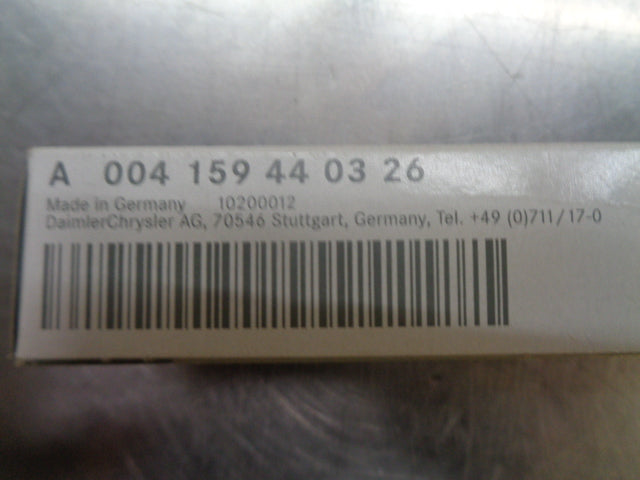 A 004 159 44 03 26
Made in Germany 10200012
DaimlerChrysler AG, 70546 Stuttgart, Germany, Tel. +49 (0)711/17-0